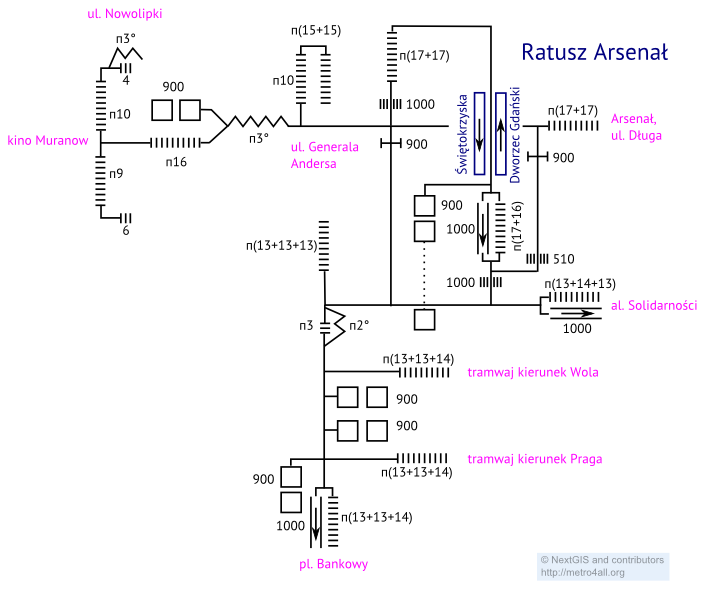 ul. Nowolipki
п3°
4
п10
900
п(15+15)
п10
п(17+17)
1000
Ratusz Arsenał
kino Muranow
п16
п3°
ul. Generala
Andersa
900
Świętokrzyska
Dworzec Gdański
п(17+17)
Arsenał,
ul. Długa
900
п9
6
900
1000
п(17+16)
510
п(13+13+13)
1000
п(13+14+13)
al. Solidarności
1000
п3
п2°
п(13+13+14)
tramwaj kierunek Wola
900
900
tramwaj kierunek Praga
п(13+13+14)
900
1000
п(13+13+14)
pl. Bankowy
© NextGIS and contributors
http://metro4all.org